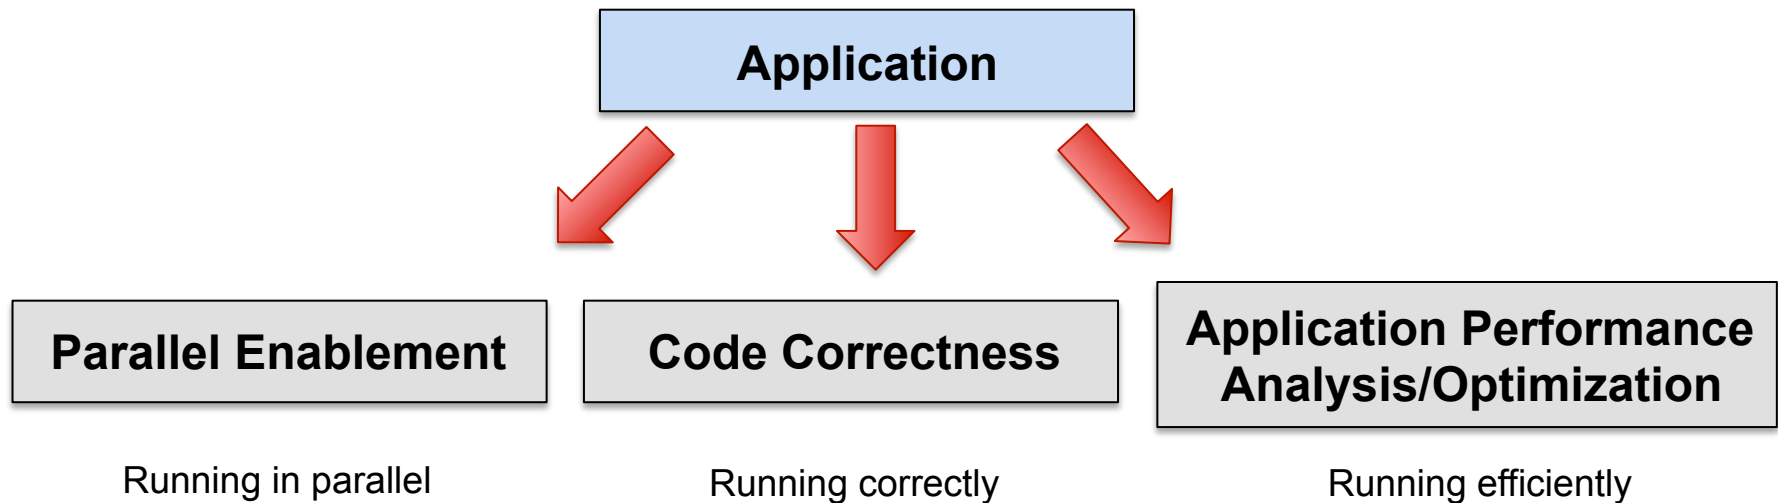 Application
Parallel Enablement
Code Correctness
Application Performance
Analysis/Optimization
Running in parallel
Running correctly
Running efficiently